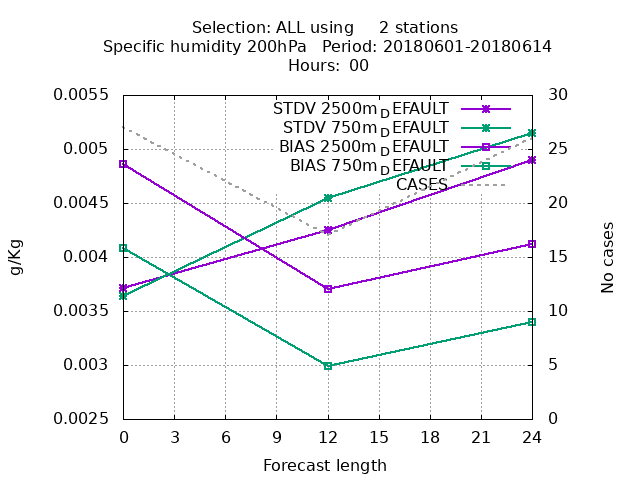 Selection: ALL using     2 stations
Specific humidity 200hPa   Period: 20180601-20180614
Hours:  00
0.0055
0.005
0.0045
0.004
0.0035
0.003
0.0025
30
25
20
15
10
5
0
STDV 2500m_DEFAULT
STDV 750m_DEFAULT
BIAS 2500m_DEFAULT
BIAS 750m_DEFAULT
CASES
g/Kg
No cases
0 3 6 9 12 15 18 21 24
Forecast length